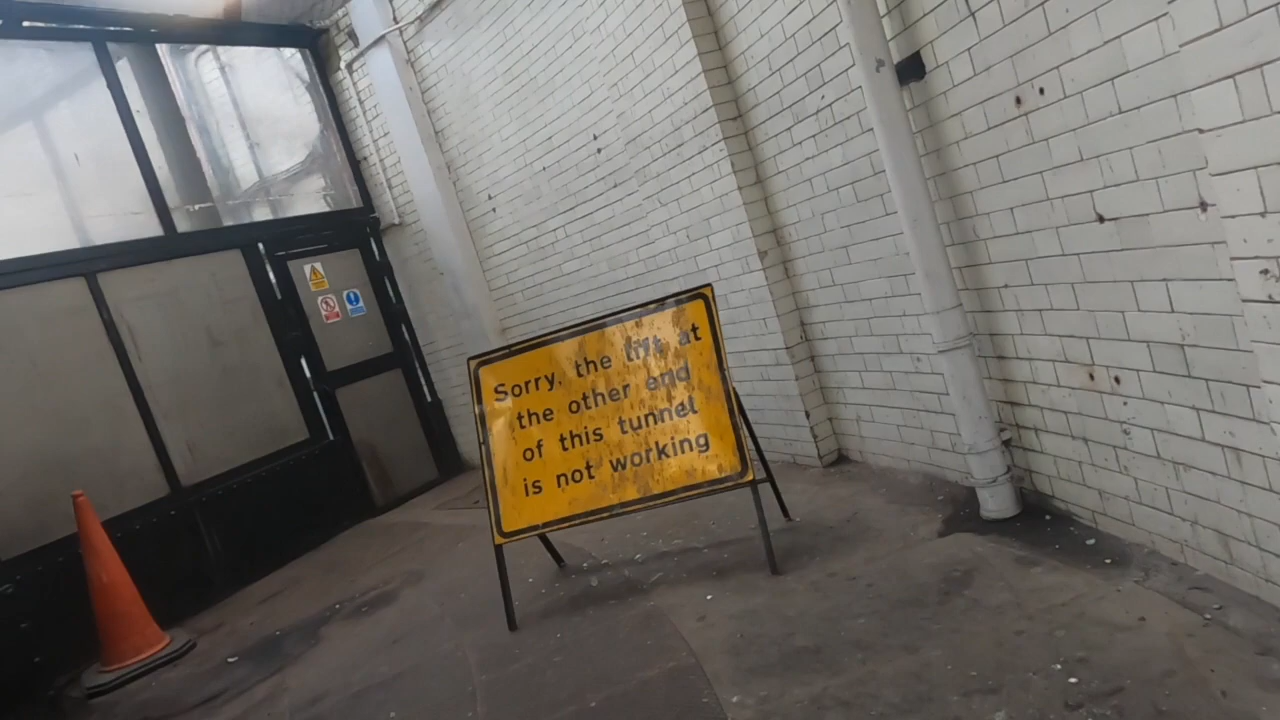 Sorry, the lift at
the other end
of this tunnel
is not working